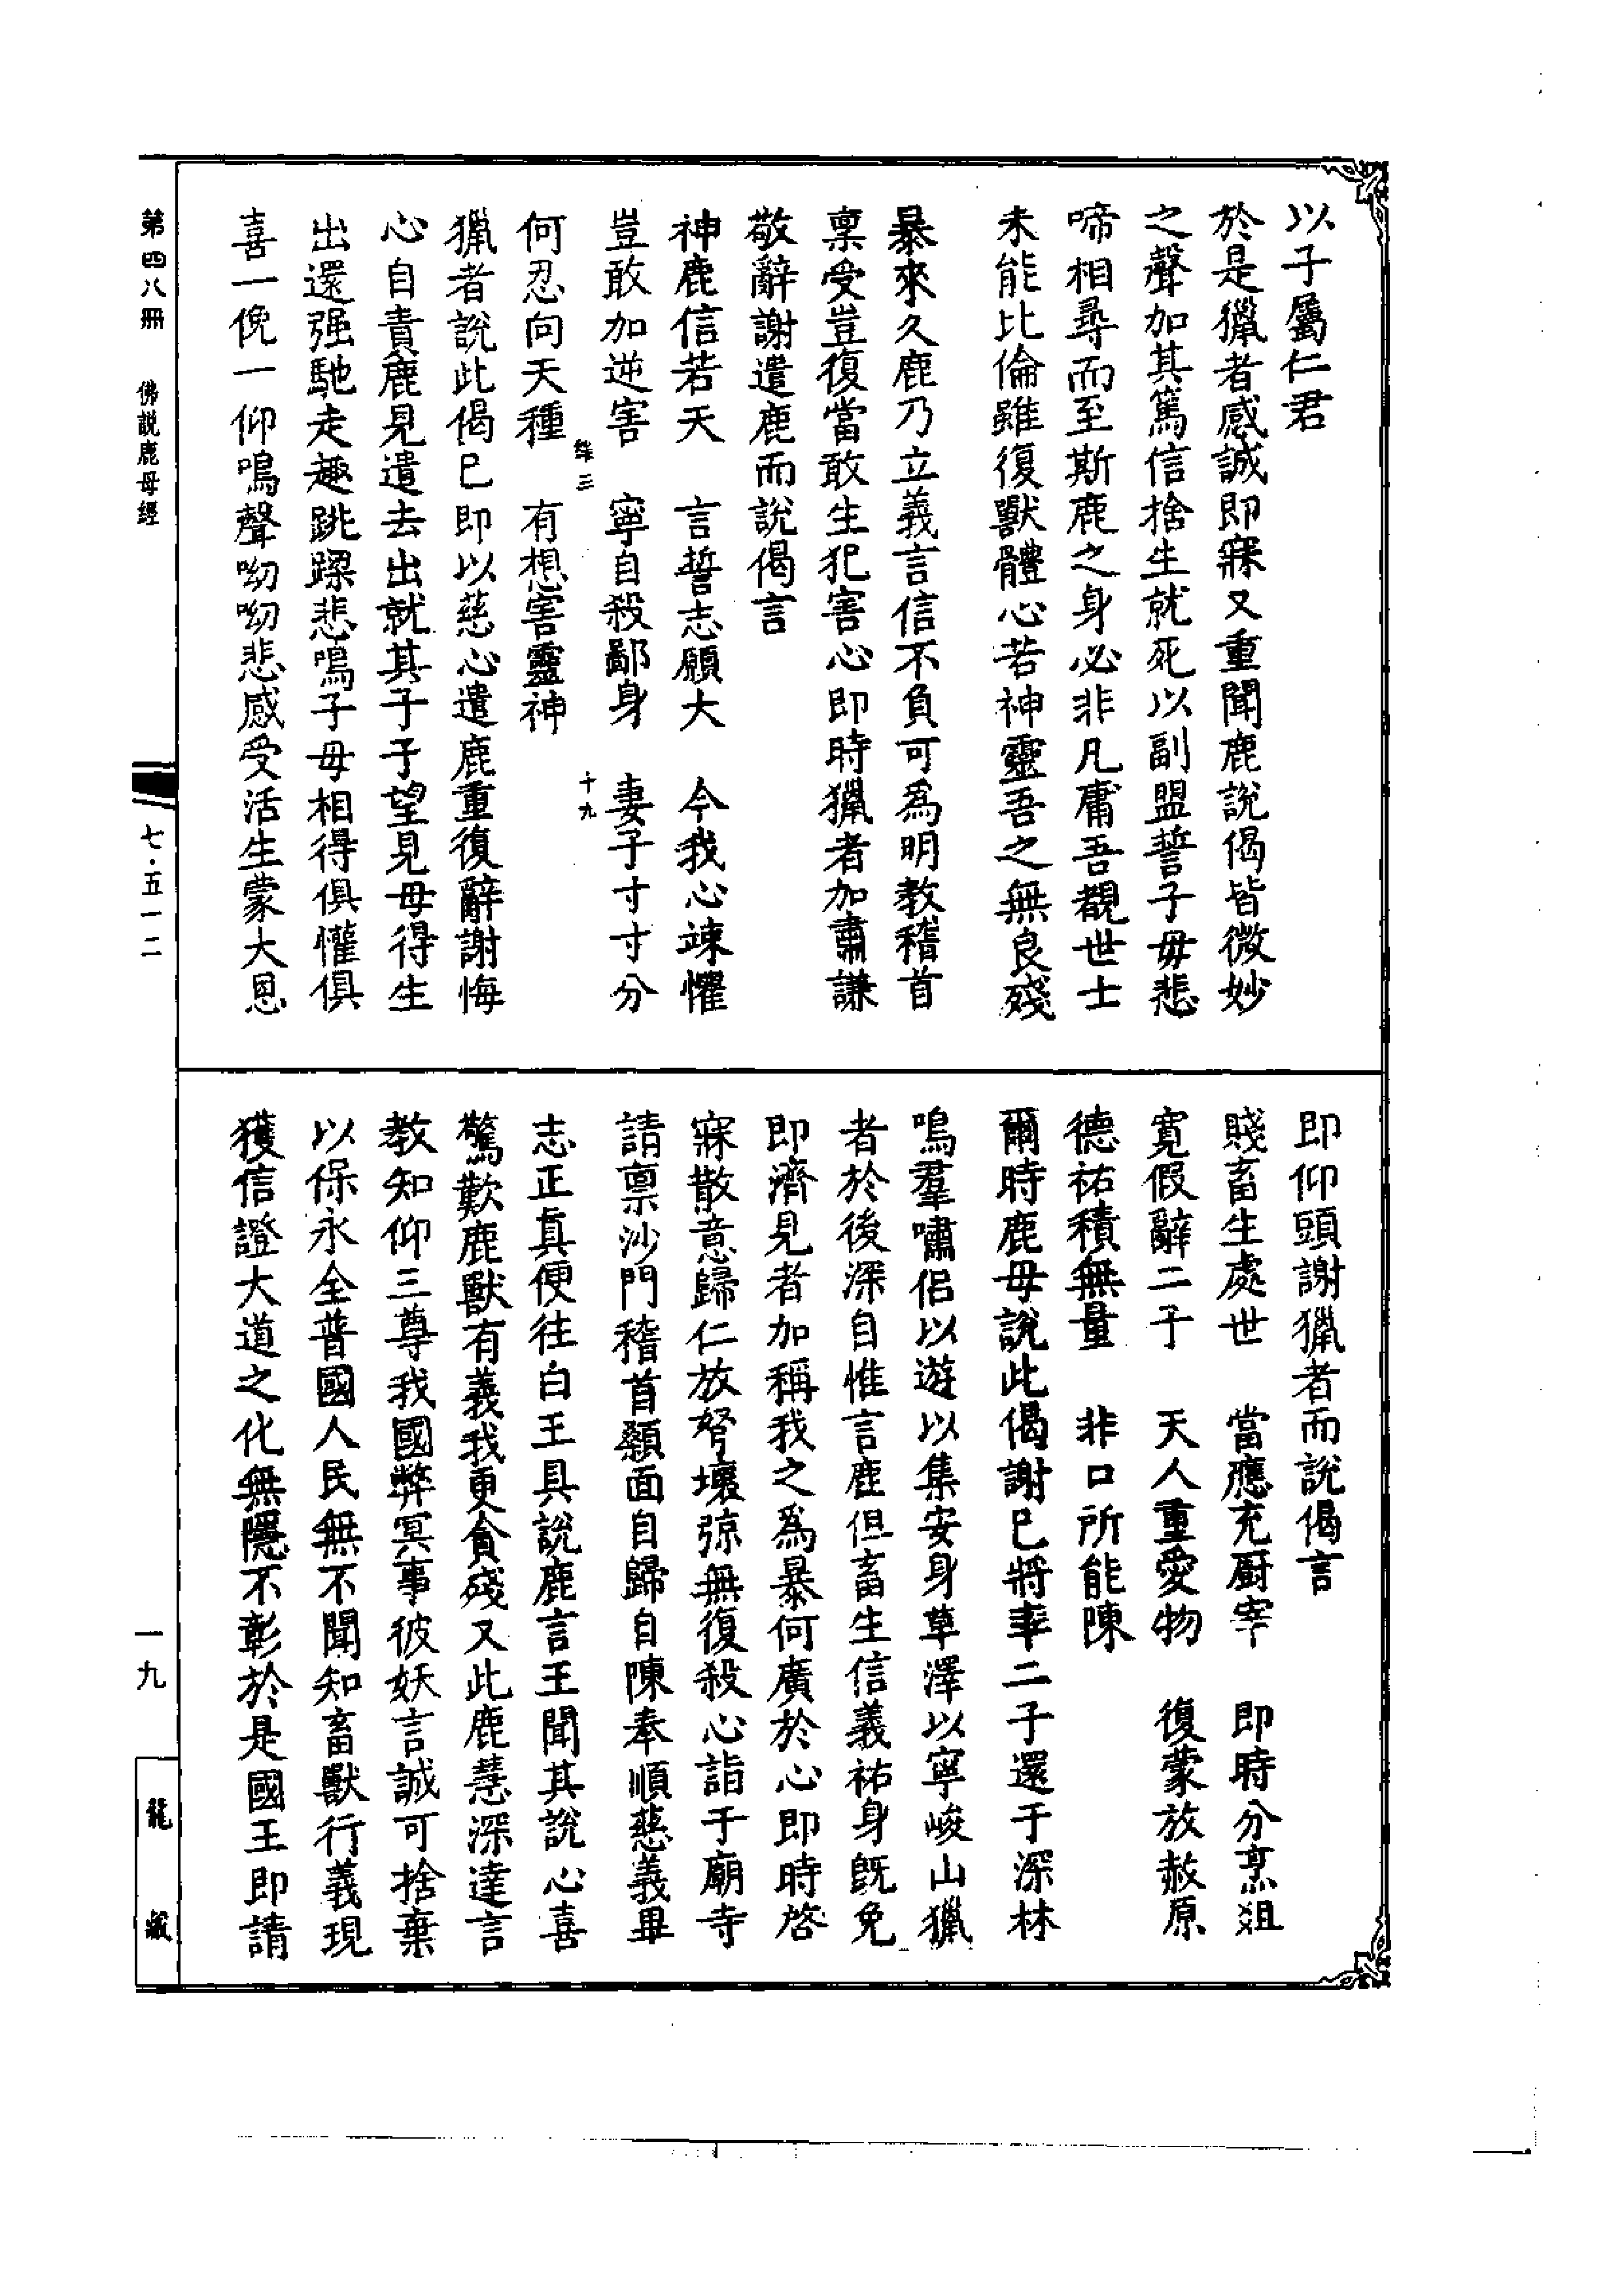 以子屬仁君
於是獵者感誠即寤又重聞鹿說偈皆微妙
之聲加其篤信捨生就死以副盟誓子毋悲
啼相尋而至斯鹿之身必非凡庸吾覩世士
未能比倫雖復獸體心若神靈吾之無良殘
暴來久鹿乃立義言信不負可為明教稽首
稟受豈復當敢生犯害心即時獵者加肅謙
敬辭謝遣鹿而說偈言
神鹿信若天　言誓志願大　今我心竦懼
豈敢加逆害　寧自殺鄙身　妻子寸寸分
何忍向天種　有想害靈神
三　十九
獵者說此偈已即以慈心遣鹿重復辭謝悔
心自責鹿見遣去出就其子子望見毋得生
出還强馳走趣跳踩悲鳴子毋相得俱懼俱
喜一俛一仰鳴聲呦呦悲感受活生蒙大恩
即仰頭謝獵者而說偈言
賤畜生處世　當應充厨宰　即時分烹俎
寬假辭二子　天人重愛物　復蒙放赦原
德祐積無量　非口所能陳
爾時鹿毋說此偈謝已將率二子還于深林
鳴羣嘯侶以遊以集安身草澤以寧峻山獵
者於後深自惟言鹿但畜生信義祐身既免
即濟見者加稱我之為暴何廣於心即時啓
寤散意歸仁放弩壞弶無復殺心詣于廟寺
請禀沙門稽首頟面自歸自陳奉順慈義畢
志正真便往白王具說鹿言王聞其說心喜
驚歎鹿獸有義我更貪殘又此鹿慧深達言
教知仰三尊我國弊冥事彼妖言誠可捨棄
以保永全普國人民無不聞知畜獸行義現
獲信證大道之化無隱不彰於是國王即請
第四八冊　佛説鹿母經
七·五一二
一九
龍藏